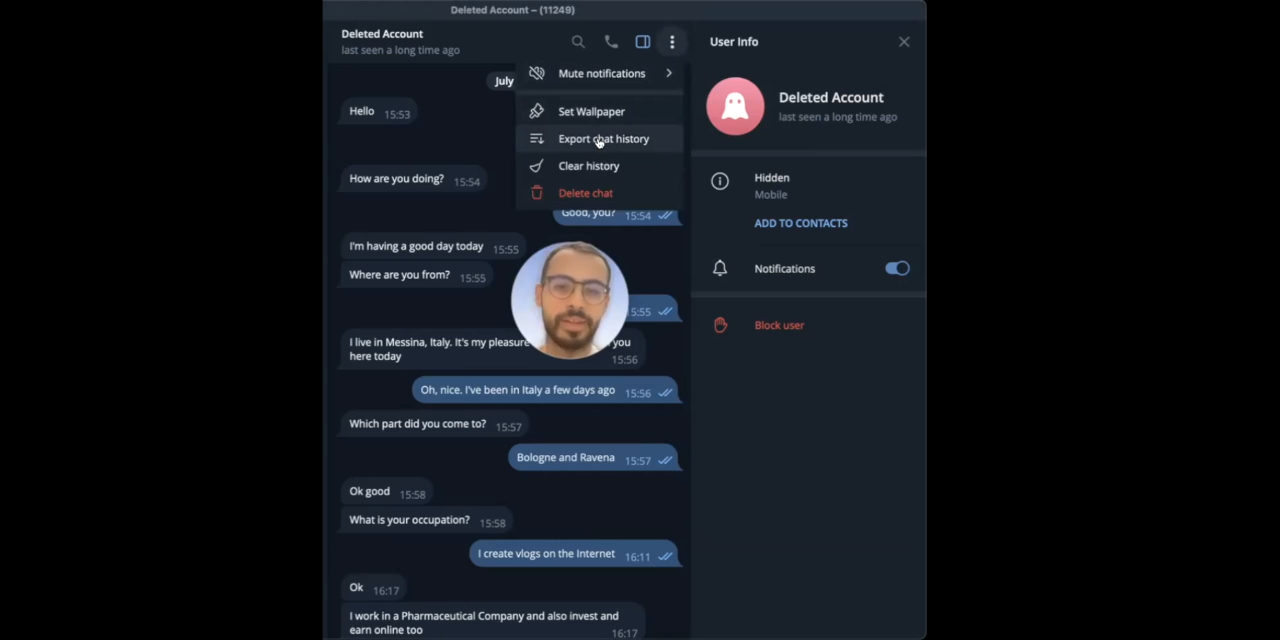 Deleted Account – (11249)
Deleted Account
last seen a long time ago
User Info
Mute notifications
July
Set Wallpaper
Export chat history
Clear history
Delete chat
Hello 15:53
How are you doing? 15:54
Good, you? 15:54
I'm having a good day today 15:55
Where are you from? 15:55
5:55
I live in Messina, Italy. It's my pleasure
you
here today 15:56
Oh, nice. I've been in Italy a few days ago 15:56
Which part did you come to? 15:57
Bologne and Ravena 15:57
Ok good 15:58
What is your occupation? 15:58
I create vlogs on the Internet 16:11
Ok 16:17
I work in a Pharmaceutical Company and also invest and
earn online too 16:17
Deleted Account
last seen a long time ago
Hidden
Mobile
ADD TO CONTACTS
Notifications
Block user